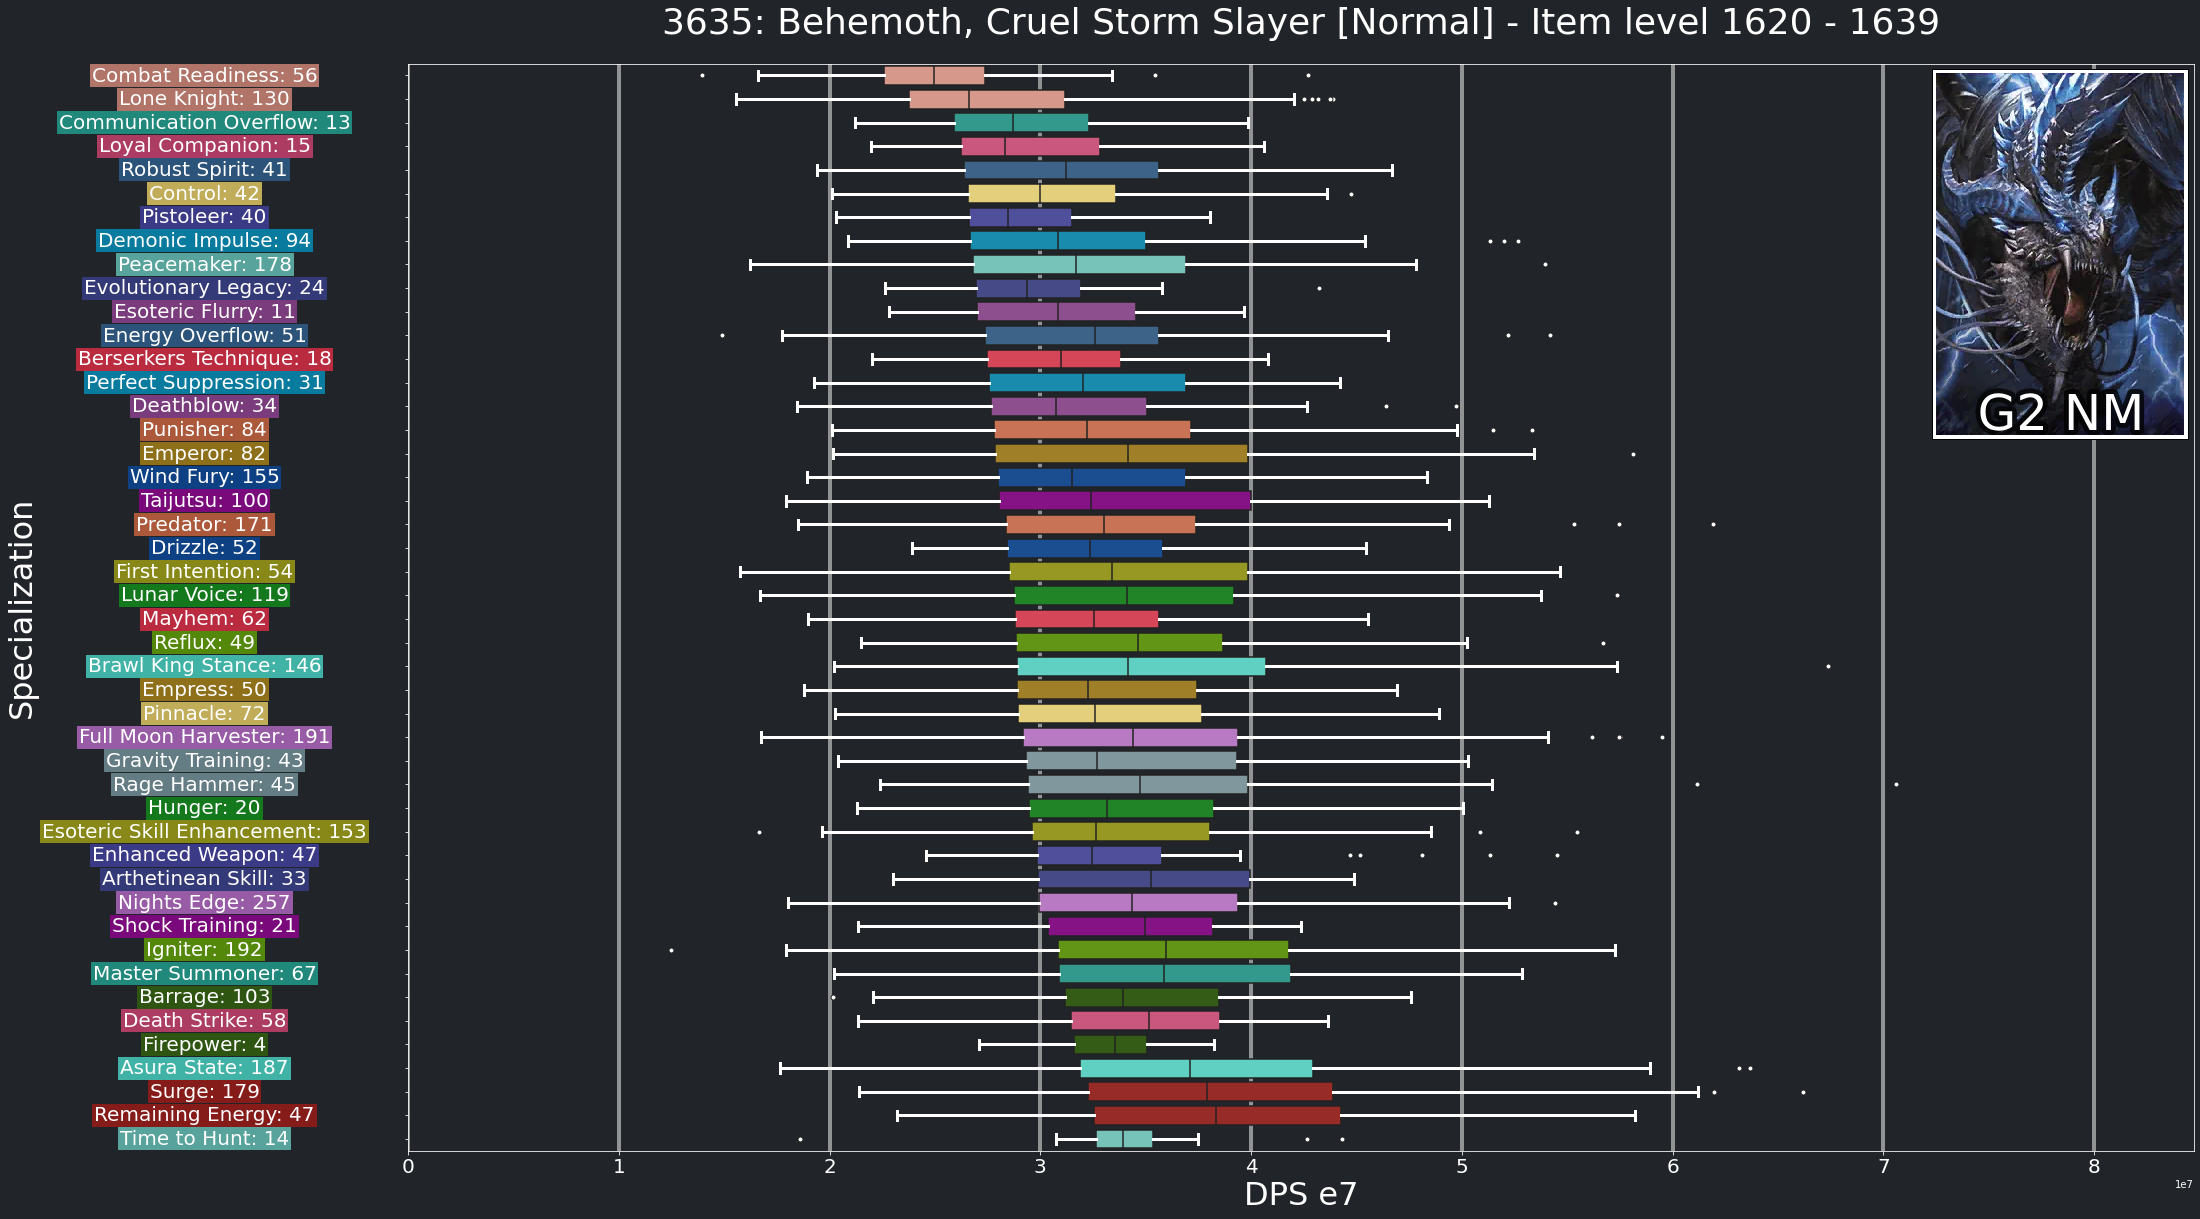 3635: Behemoth, Cruel Storm Slayer [Normal] - Item level 1620 - 1639
Specialization
Combat Readiness: 56
Lone Knight: 130
Communication Overflow: 13
Loyal Companion: 15
Robust Spirit: 41
Control: 42
Pistoleer: 40
Demonic Impulse: 94
Peacemaker: 178
Evolutionary Legacy: 24
Esoteric Flurry: 11
Energy Overflow: 51
Berserkers Technique: 18
Perfect Suppression: 31
Deathblow: 34
Punisher: 84
Emperor: 82
Wind Fury: 155
Taijutsu: 100
Predator: 171
Drizzle: 52
First Intention: 54
Lunar Voice: 119
Mayhem: 62
Reflux: 49
Brawl King Stance: 146
Empress: 50
Pinnacle: 72
Full Moon Harvester: 191
Gravity Training: 43
Rage Hammer: 45
Hunger: 20
Esoteric Skill Enhancement: 153
Enhanced Weapon: 47
Arthetinean Skill: 33
Nights Edge: 257
Shock Training: 21
Igniter: 192
Master Summoner: 67
Barrage: 103
Death Strike: 58
Firepower: 4
Asura State: 187
Surge: 179
Remaining Energy: 47
Time to Hunt: 14
G2 NM
0 1 2 3 4 5 6 7 8
DPS e7
1e7